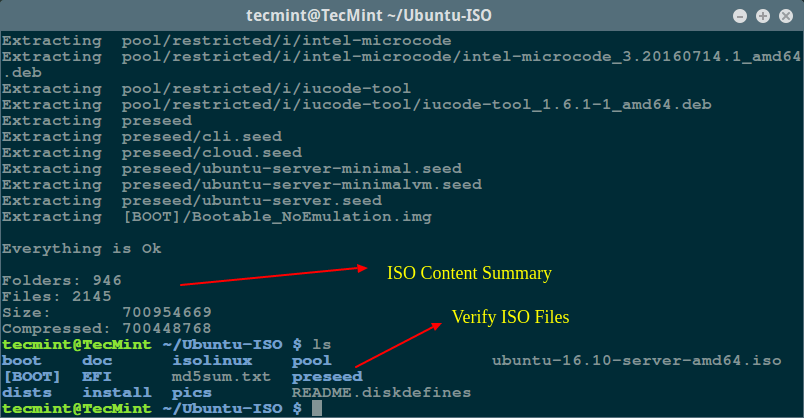 tecmint@TecMint ~/Ubuntu-ISO
Extracting  pool/restricted/i/intel-microcode
Extracting  pool/restricted/i/intel-microcode/intel-microcode_3.20160714.1_amd64
.deb
Extracting  pool/restricted/i/iucode-tool
Extracting  pool/restricted/i/iucode-tool/iucode-tool_1.6.1-1_amd64.deb
Extracting  preseed
Extracting  preseed/cli.seed
Extracting  preseed/cloud.seed
Extracting  preseed/ubuntu-server-minimal.seed
Extracting  preseed/ubuntu-server-minimalvm.seed
Extracting  preseed/ubuntu-server.seed
Extracting  [BOOT]/Bootable_NoEmulation.img
Everything is Ok
Folders: 946
ISO Content Summary
Files: 2145
Size:        700954669
Verify ISO Files
Compressed: 700448768
tecmint@TecMint ~/Ubuntu-ISO $ ls
boot    doc      isolinux    pool                ubuntu-16.10-server-amd64.iso
[BOOT]  EFI      md5sum.txt  preseed
dists   install  pics        README.diskdefines
tecmint@TecMint ~/Ubuntu-ISO $